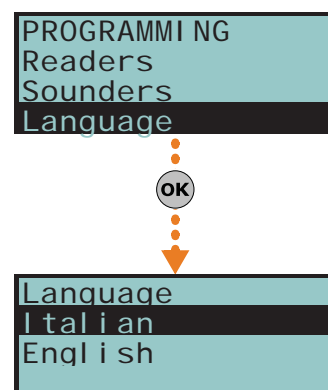 PROGRAMMING
Readers
Sounders
Language
OK
Language
Italian
English